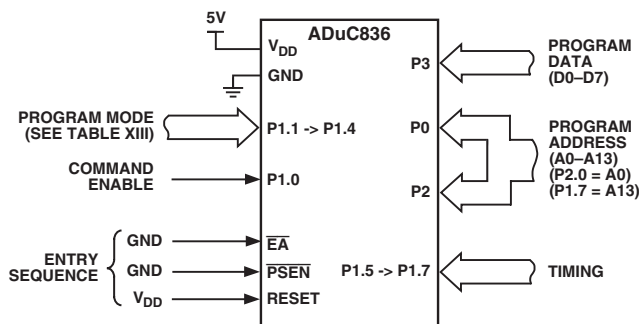 5V
ADuC836
VDD
GND
P3
PROGRAM
DATA
(D0–D7)
PROGRAM MODE
(SEE TABLE XIII)
P1.1 -> P1.4
P0
PROGRAM
ADDRESS
(A0–A13)
(P2.0 = A0)
(P1.7 = A13)
COMMAND
ENABLE
P1.0
P2
ENTRY
SEQUENCE
GND
EA
GND
PSEN
VDD
RESET
P1.5 -> P1.7
TIMING